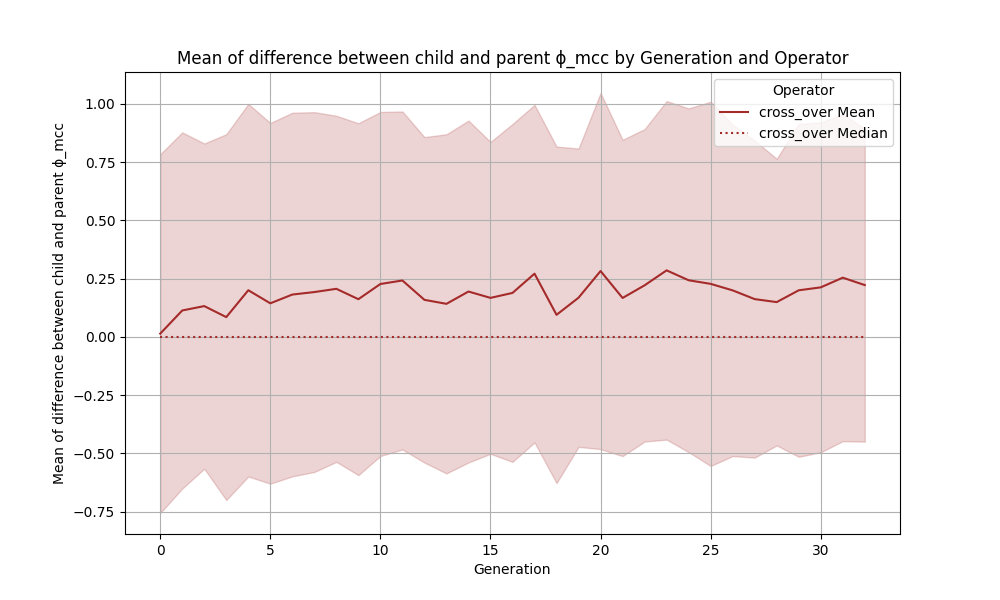 Mean of difference between child and parent ϕ_mcc by Generation and Operator
Mean of difference between child and parent ϕ_mcc
1.00
0.75
0.50
0.25
0.00
−0.25
−0.50
−0.75
Operator
cross_over Mean
cross_over Median
0 5 10 15 20 25 30
Generation